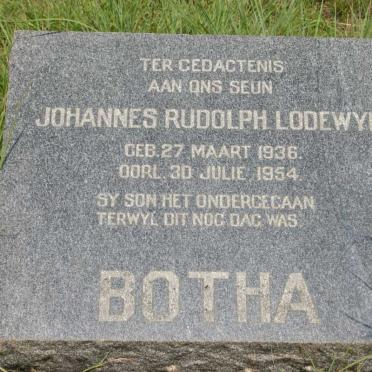 TER GEDACTENIS
AAN ONS SEUN
JOHANNES RUDOLPH LODEWY
GEB. 27 MAART 1936.
OORL. 30 JULIE 1954.
SY SON HET ONDERGEGAAN
TERWYL DIT NOG DAG WAS.
BOTHA